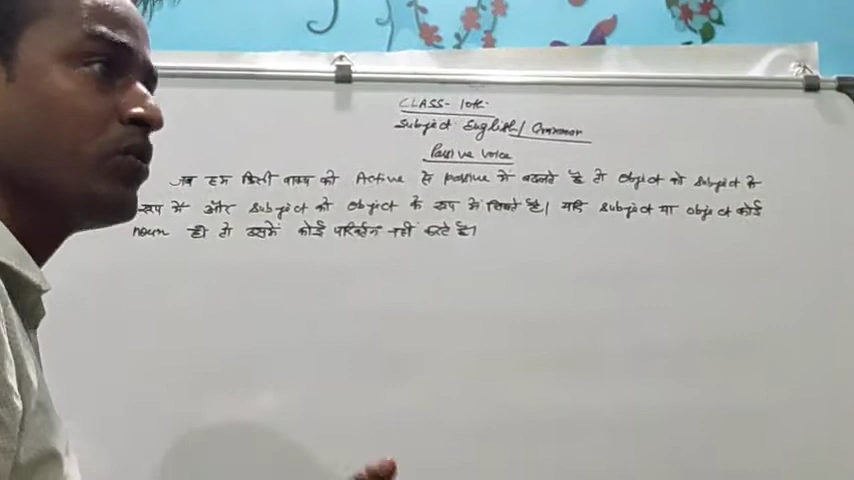 CLASS- 10th
Subject English/ Grammar
Passive Voice
जब हम किसी वाक्य को Active से passive में बदलते है तो Object को subject के
रूप में और subject को object के रूप में लिखते है। यदि subject या object कोई
noun हो तो उसमें कोई परिवर्तन नहीं करते है।